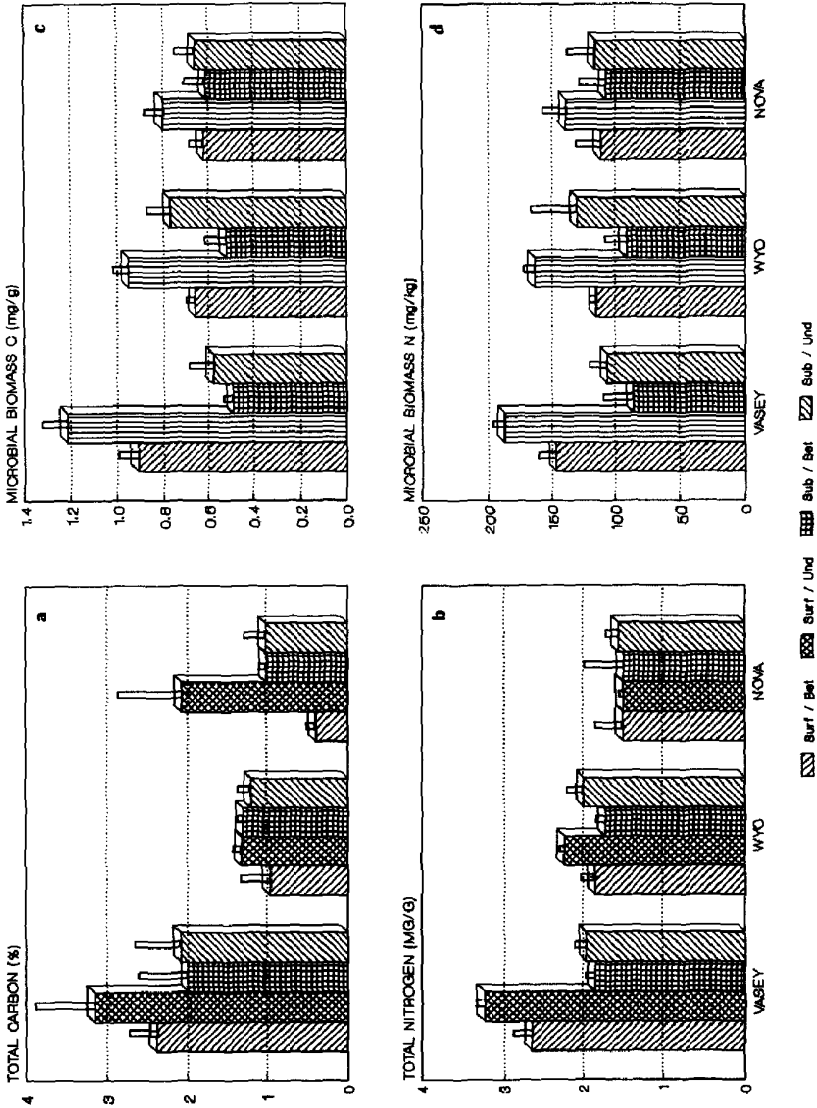 TOTAL CARBON (%)
4
3
2
1
0
a
MICROBIAL BIOMASS C (mg/g)
1.4
1.2
1.0
0.8
0.6
0.4
0.2
0.0
c
TOTAL NITROGEN (MG/G)
4
3
2
1
0
b
VASEY
WYO
NOVA
MICROBIAL BIOMASS N (mg/kg)
250
200
150
100
50
0
d
VASEY
WYO
NOVA
Surf / Bet
Surf / Und
Sub / Bet
Sub / Und